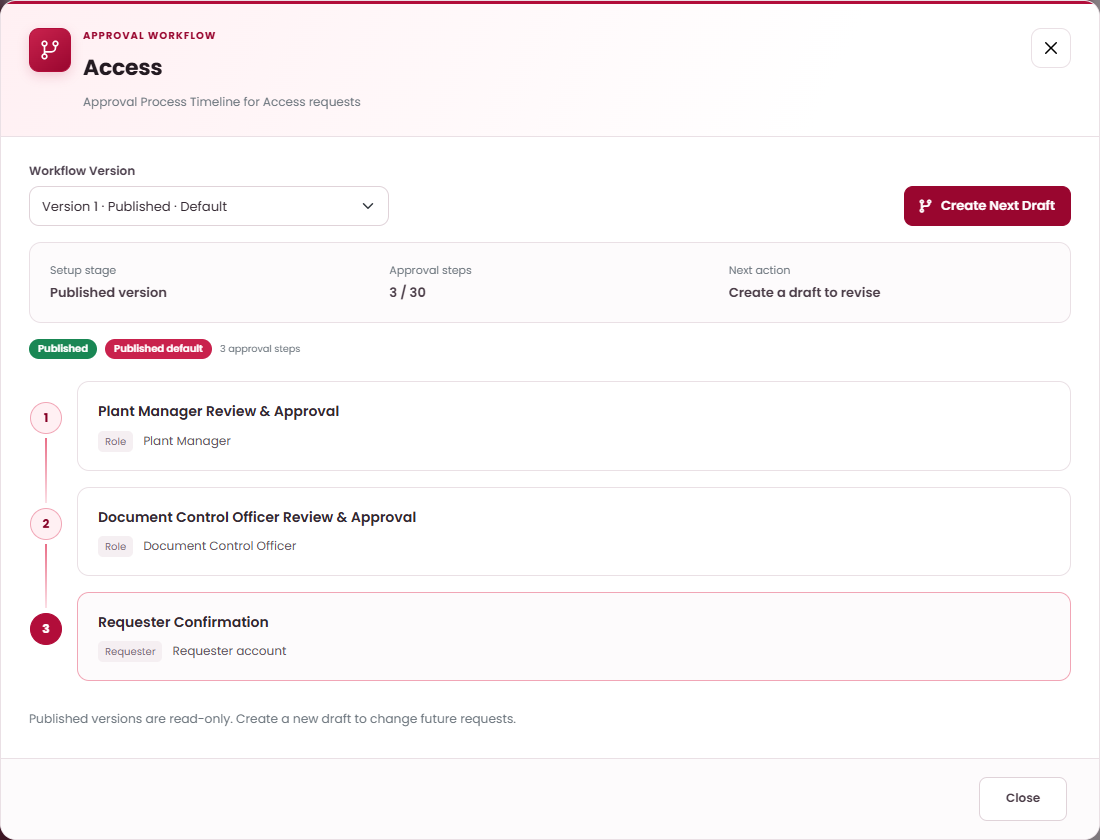 APPROVAL WORKFLOW
Access
Approval Process Timeline for Access requests
Workflow Version
Version 1 · Published · Default
Create Next Draft
Setup stage
Published version
Approval steps
3 / 30
Next action
Create a draft to revise
Published
Published default
3 approval steps
1
Plant Manager Review & Approval
Role
Plant Manager
2
Document Control Officer Review & Approval
Role
Document Control Officer
3
Requester Confirmation
Requester
Requester account
Published versions are read-only. Create a new draft to change future requests.
Close